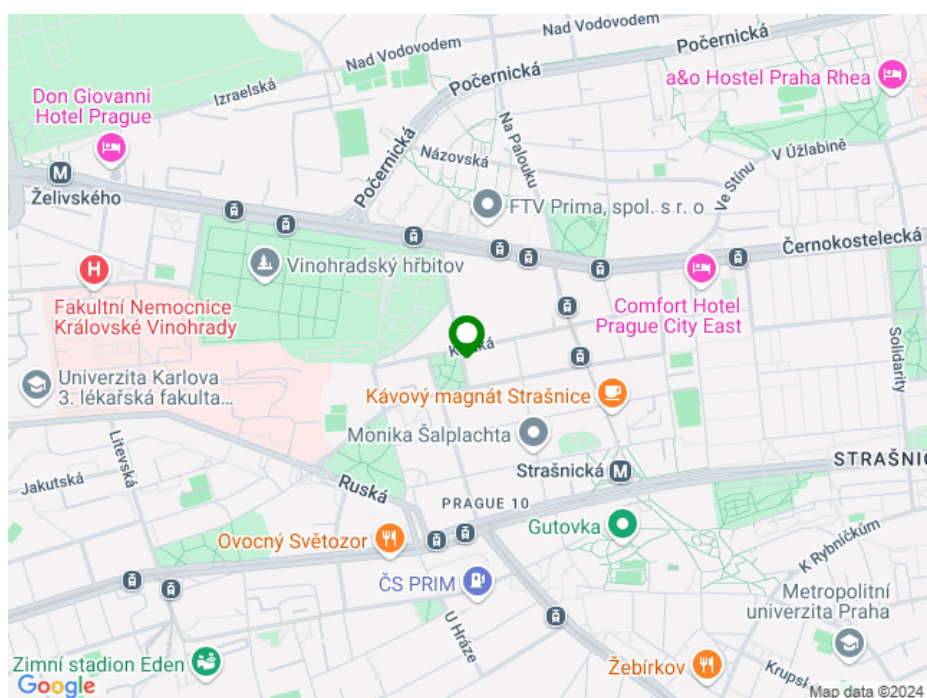 Nad Vodovodem
Počernická
Počernická
a&o Hostel Praha Rhea
Izraelská
Don Giovanni
Hotel Prague
Na Palouku
Počernická
Názovská
V Úžlabině
Ve Stínu
M
Želivského
FTV Prima, spol. s r. o
Černokostelecká
Vinohradský hřbitov
H
Fakultní Nemocnice
Královské Vinohrady
Comfort Hotel
Prague City East
Solidarity
Univerzita Karlova
3. lékařská fakulta...
Kávový magnát Strašnice
Monika Šalplachta
Litevská
Jakutská
Ruská
Strašnická M
STRAŠNIC
PRAGUE 10
Gutovka
Ovocný Světozor
K Rybníčkům
ČS PRIM
Metropolitní
univerzita Praha
U Hráze
Zimní stadion Eden
Žebírkov
Krupsk
Google
Map data ©2024